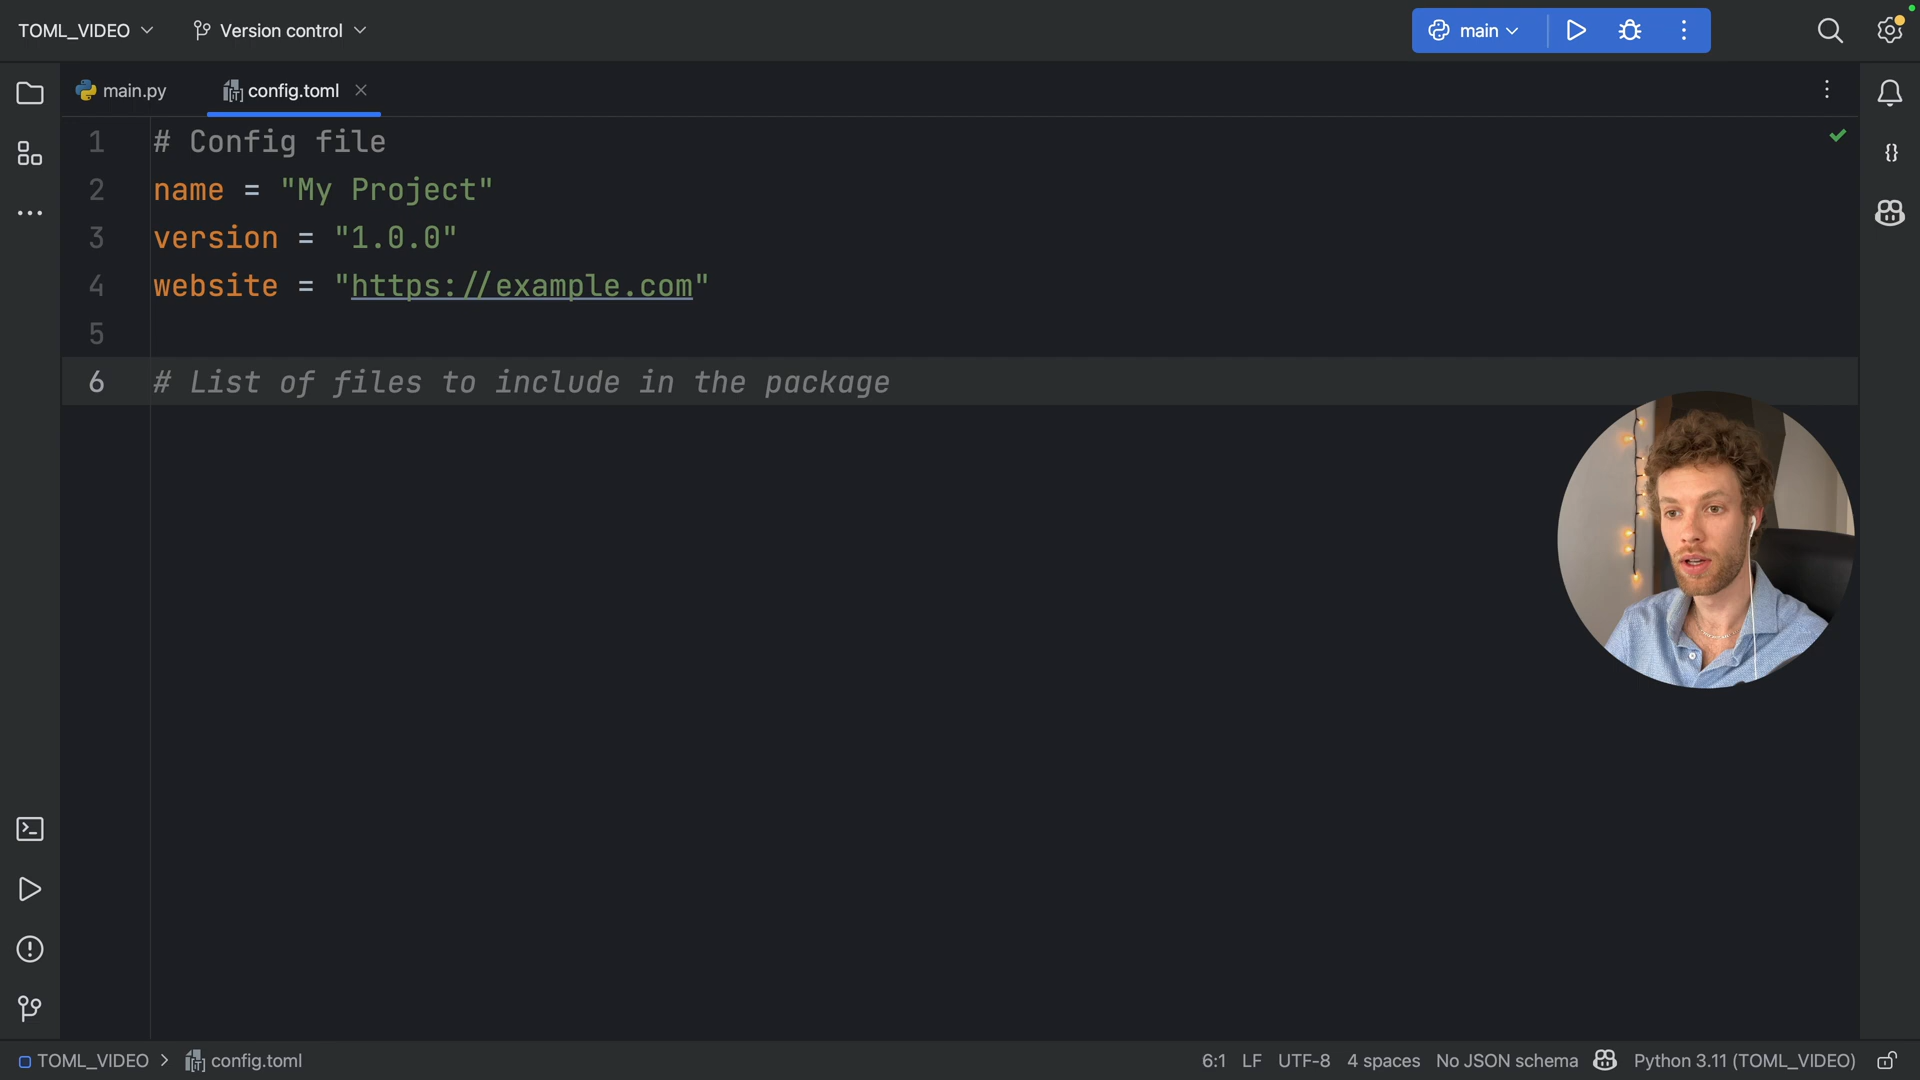 TOML_VIDEO Version control main
main.py config.toml
1 # Config file
2 name = "My Project"
3 version = "1.0.0"
4 website = "https://example.com"
5
6 # List of files to include in the package
TOML_VIDEO > config.toml 6:1 LF UTF-8 4 spaces No JSON schema Python 3.11 (TOML_VIDEO)